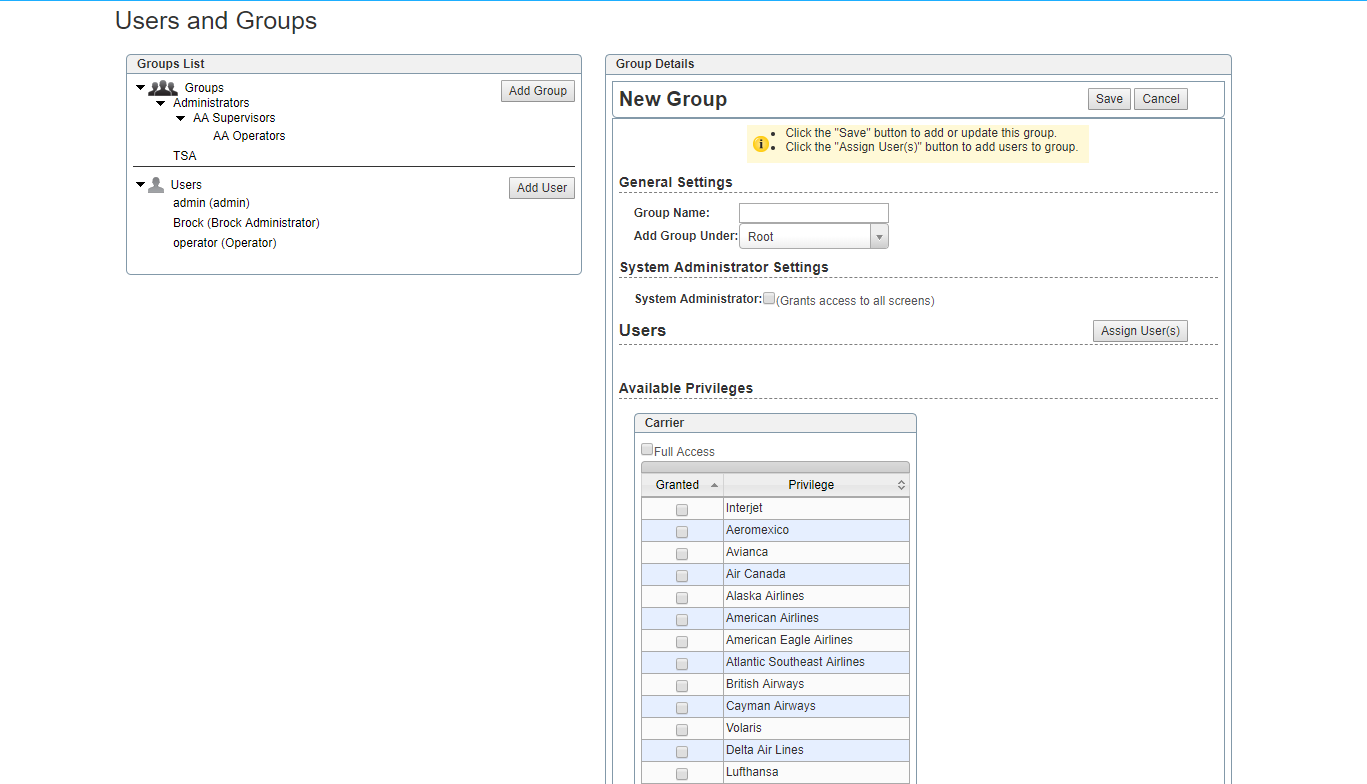 Users and Groups
Groups List
Groups
Add Group
Administrators
AA Supervisors
AA Operators
TSA
Users
Add User
admin (admin)
Brock (Brock Administrator)
operator (Operator)
Group Details
New Group
Save
Cancel
Click the "Save" button to add or update this group.
Click the "Assign User(s)" button to add users to group.
General Settings
Group Name:
Add Group Under: Root
System Administrator Settings
System Administrator: (Grants access to all screens)
Users
Assign User(s)
Available Privileges
Carrier
Full Access
Granted Privilege
Interjet
Aeromexico
Avianca
Air Canada
Alaska Airlines
American Airlines
American Eagle Airlines
Atlantic Southeast Airlines
British Airways
Cayman Airways
Volaris
Delta Air Lines
Lufthansa